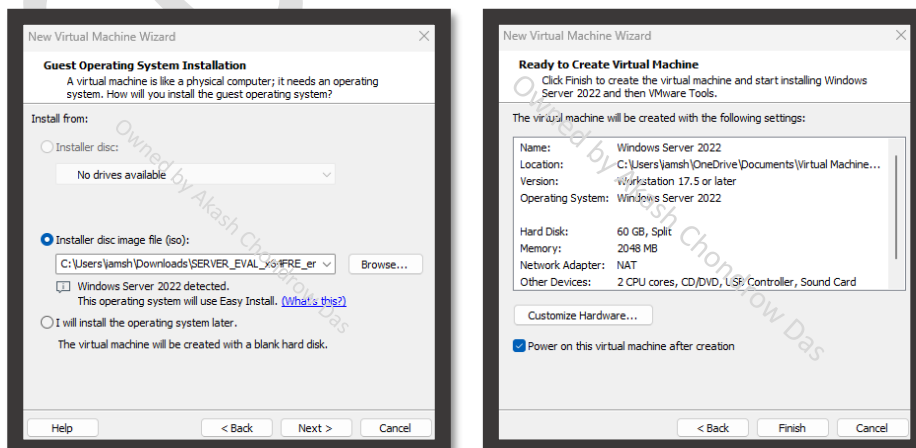 New Virtual Machine Wizard
Guest Operating System Installation
A virtual machine is like a physical computer; it needs an operating
system. How will you install the guest operating system?
Install from:
Installer disc:
No drives available
Installer disc image file (iso):
C:\Users\iamsh\Downloads\SERVER_EVAL_x64FRE_er
Browse...
Windows Server 2022 detected.
This operating system will use Easy Install. (What's this?)
I will install the operating system later.
The virtual machine will be created with a blank hard disk.
Help
< Back
Next >
Cancel
Owned by Akash Chondrow Das
New Virtual Machine Wizard
Ready to Create Virtual Machine
Click Finish to create the virtual machine and start installing Windows
Server 2022 and then VMware Tools.
The virtual machine will be created with the following settings:
Name: Windows Server 2022
Location: C:\Users\iamsh\OneDrive\Documents\Virtual Machine...
Version: Workstation 17.5 or later
Operating System: Windows Server 2022
Hard Disk: 60 GB, Split
Memory: 2048 MB
Network Adapter: NAT
Other Devices: 2 CPU cores, CD/DVD, USB Controller, Sound Card
Customize Hardware...
Power on this virtual machine after creation
< Back
Finish
Cancel
Owned by Akash Chondrow Das